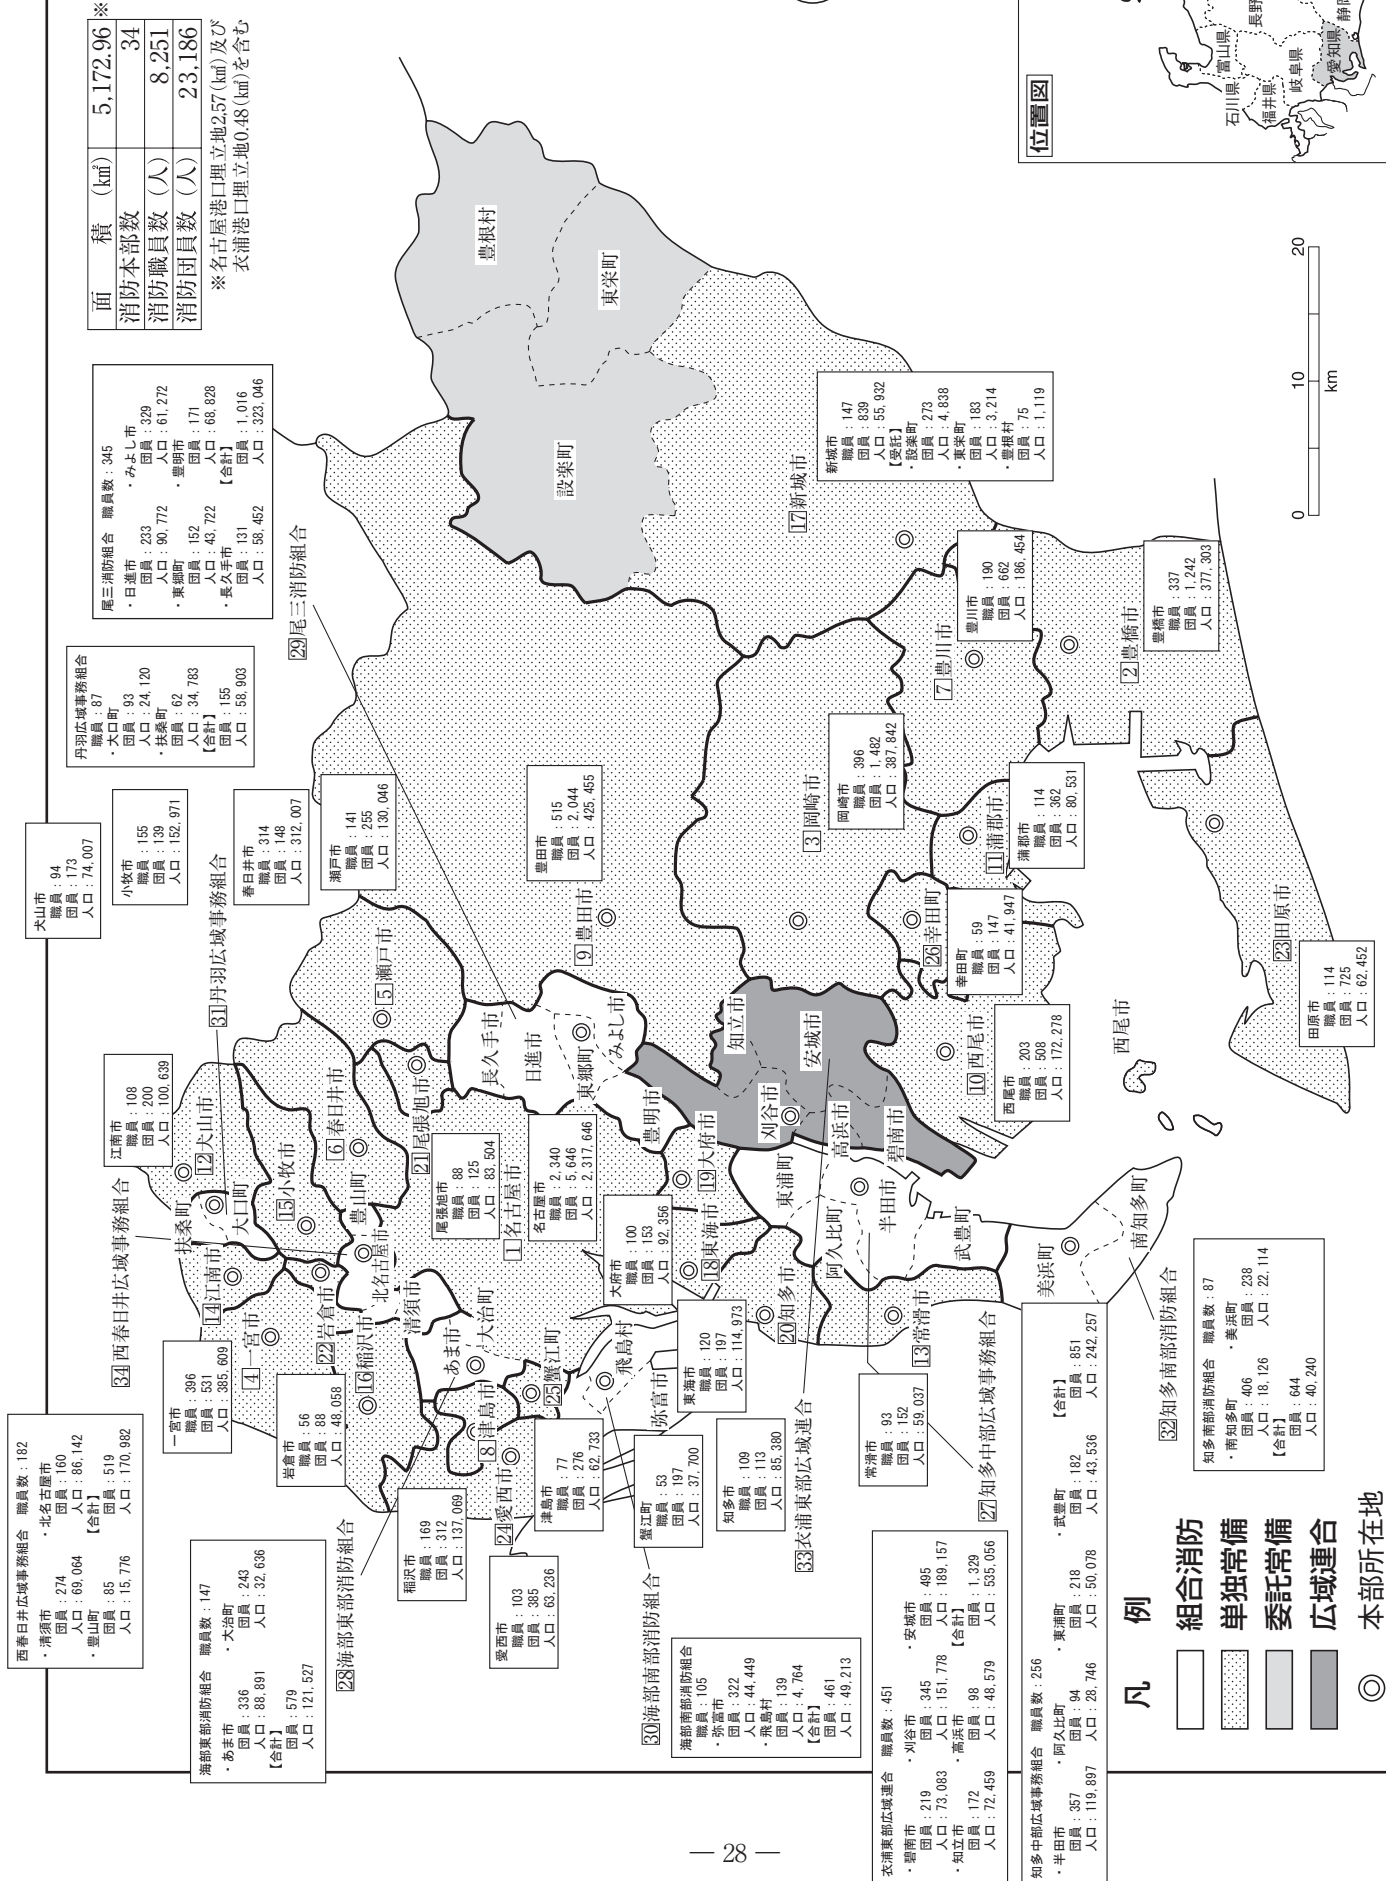 面 積 (㎢) 5,172.96 ※
消防本部数 34
消防職員数（人） 8,251
消防団員数（人） 23,186
※名古屋港口埋立地2.57(㎢)及び
衣浦港口埋立地0.48(㎢)を含む
西春日井広域事務組合 職員数：182
・清須市 ・北名古屋市
団員：274 団員：160
人口：69,064 人口：86,142
・豊山町 【合計】
団員：85 団員：519
人口：15,776 人口：170,982
海部東部消防組合 職員数：147
・あま市 ・大治町
団員：336 団員：243
人口：88,891 人口：32,636
【合計】
団員：579
人口：121,527
一宮市
職員：396
団員：531
人口：385,609
岩倉市
職員：56
団員：88
人口：48,058
稲沢市
職員：169
団員：312
人口：137,069
愛西市
職員：103
団員：385
人口：63,236
津島市
職員：77
団員：276
人口：62,733
蟹江町
職員：53
団員：197
人口：37,700
海部南部消防組合
職員：105
・弥富市
団員：322
人口：44,449
・飛島村
団員：139
人口：4,764
【合計】
団員：461
人口：49,213
江南市
職員：108
団員：200
人口：100,639
犬山市
職員：94
団員：173
人口：74,007
小牧市
職員：155
団員：139
人口：152,971
春日井市
職員：314
団員：148
人口：312,007
瀬戸市
職員：141
団員：255
人口：130,046
丹羽広域事務組合
職員：87
・大口町
団員：93
人口：24,120
・扶桑町
団員：62
人口：34,783
【合計】
団員：155
人口：58,903
尾三消防組合 職員数：345
・日進市 ・みよし市
団員：233 団員：329
人口：90,772 人口：61,272
・東郷町 ・豊明市
団員：152 団員：171
人口：43,722 人口：68,828
・長久手市 【合計】
団員：131 団員：1,016
人口：58,452 人口：323,046
尾張旭市
職員：88
団員：125
人口：83,504
名古屋市
職員：2,340
団員：5,646
人口：2,317,646
大府市
職員：100
団員：153
人口：92,356
東海市
職員：120
団員：197
人口：114,973
知多市
職員：109
団員：113
人口：85,380
常滑市
職員：93
団員：152
人口：59,037
豊田市
職員：515
団員：2,044
人口：425,455
岡崎市
職員：396
団員：1,482
人口：387,842
幸田町
職員：59
団員：147
人口：41,947
蒲郡市
職員：114
団員：362
人口：80,531
西尾市
職員：203
団員：508
人口：172,278
新城市
職員：147
団員：839
人口：55,932
【受託】
・設楽町
団員：273
人口：4,838
・東栄町
団員：183
人口：3,214
・豊根村
団員：75
人口：1,119
豊川市
職員：190
団員：662
人口：186,454
豊橋市
職員：337
団員：1,242
人口：377,303
田原市
職員：114
団員：725
人口：62,452
衣浦東部広域連合 職員数：451
・碧南市 ・刈谷市 ・安城市
団員：219 団員：345 団員：495
人口：73,083 人口：151,778 人口：189,157
・知立市 ・高浜市 【合計】
団員：172 団員：98 団員：1,329
人口：72,459 人口：48,579 人口：535,056
知多中部広域事務組合 職員数：256
・半田市 ・阿久比町 ・東浦町 ・武豊町 【合計】
団員：357 団員：94 団員：218 団員：182 団員：851
人口：119,897 人口：28,746 人口：50,078 人口：43,536 人口：242,257
知多南部消防組合 職員数：87
・南知多町 ・美浜町
団員：406 団員：238
人口：18,126 人口：22,114
【合計】
団員：644
人口：40,240
34西春日井広域事務組合
31丹羽広域事務組合
29尾三消防組合
28海部東部消防組合
30海部南部消防組合
33衣浦東部広域連合
27知多中部広域事務組合
32知多南部消防組合
14江南市
扶桑町
大口町
12犬山市
4一宮市
22岩倉市
16稲沢市
15小牧市
豊山町
北名古屋市
清須市
6春日井市
5瀬戸市
21尾張旭市
1名古屋市
あま市
大治町
8津島市
24愛西市
25蟹江町
弥富市
飛島村
長久手市
日進市
東郷町
みよし市
豊明市
9豊田市
19大府市
18東海市
20知多市
13常滑市
東浦町
阿久比町
半田市
武豊町
美浜町
南知多町
刈谷市
知立市
安城市
高浜市
碧南市
10西尾市
西尾市
26幸田町
3岡崎市
11蒲郡市
7豊川市
2豊橋市
23田原市
17新城市
設楽町
東栄町
豊根村
凡 例
組合消防
単独常備
委託常備
広域連合
本部所在地
0 10 20
km
位置図
石川県
富山県
福井県
岐阜県
長野
愛知県
静岡
— 28 —